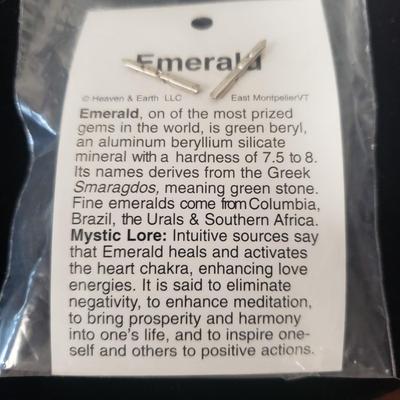 Emerald
© Heaven & Earth LLC East MontpelierVT
Emerald, on of the most prized
gems in the world, is green beryl,
an aluminum beryllium silicate
mineral with a hardness of 7.5 to 8.
Its names derives from the Greek
Smaragdos, meaning green stone.
Fine emeralds come from Columbia,
Brazil, the Urals & Southern Africa.
Mystic Lore: Intuitive sources say
that Emerald heals and activates
the heart chakra, enhancing love
energies. It is said to eliminate
negativity, to enhance meditation,
to bring prosperity and harmony
into one's life, and to inspire one-
self and others to positive actions.